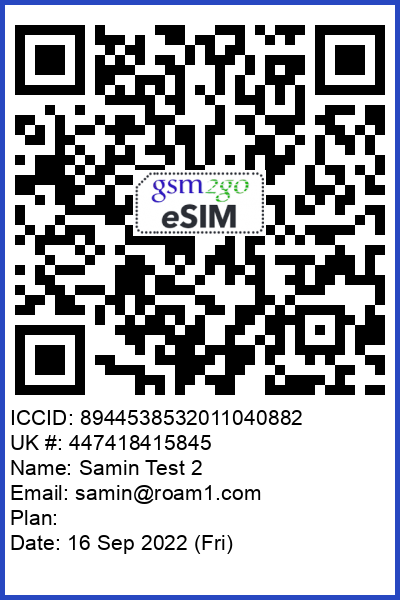 gsm2go
eSIM
ICCID: 8944538532011040882
UK #: 447418415845
Name: Samin Test 2
Email: samin@roam1.com
Plan:
Date: 16 Sep 2022 (Fri)